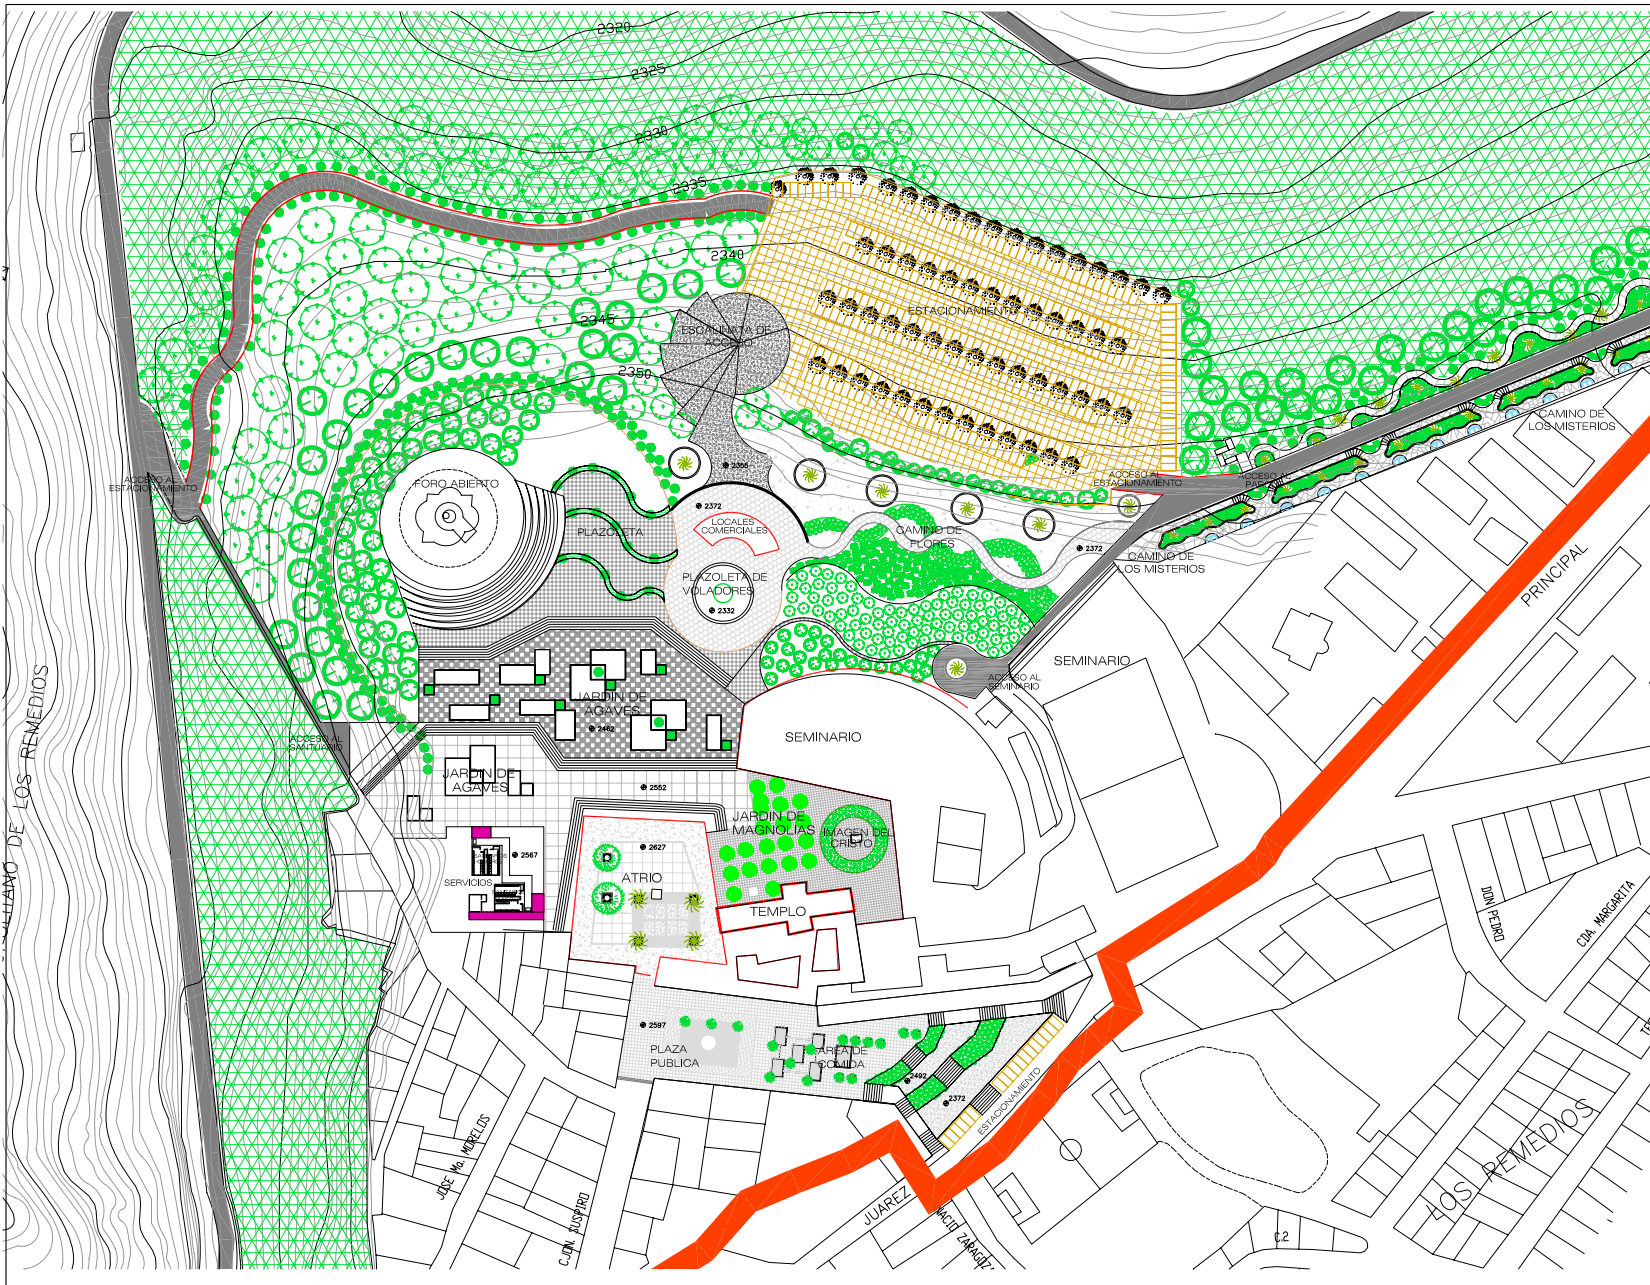 2320
2325
2330
2335
2340
2345
2350
ESCALINATA DE
ACCESO
ESTACIONAMIENTO
CAMINO DE
LOS MISTERIOS
ACCESO AL
ESTACIONAMIENTO
FORO ABIERTO
2366
ACCESO AL
ESTACIONAMIENTO
ACCESO AL
2372
LOCALES
COMERCIALES
PLAZOLETA
CAMINO DE
FLORES
2372
CAMINO DE
LOS MISTERIOS
PRINCIPAL
PLAZOLETA DE
VOLADORES
2332
SEMINARIO
ACCESO AL
SEMINARIO
JARDIN DE
AGAVES
2462
ACCESO AL
SANTUARIO
SEMINARIO
JARDIN DE
AGAVES
2552
JARDIN DE
MAGNOLIAS
IMAGEN DEL
CRISTO
2627
2567
SERVICIOS
ATRIO
TEMPLO
DE LOS REMEDIOS
DON PEDRO
CDA. MARGARITA
2597
PLAZA
PUBLICA
AREA DE
COMIDA
2492
2372
ESTACIONAMIENTO
JOSE Ma. MORELOS
CJON. SUSPIRO
JUAREZ
LOS REMEDIOS
C.2